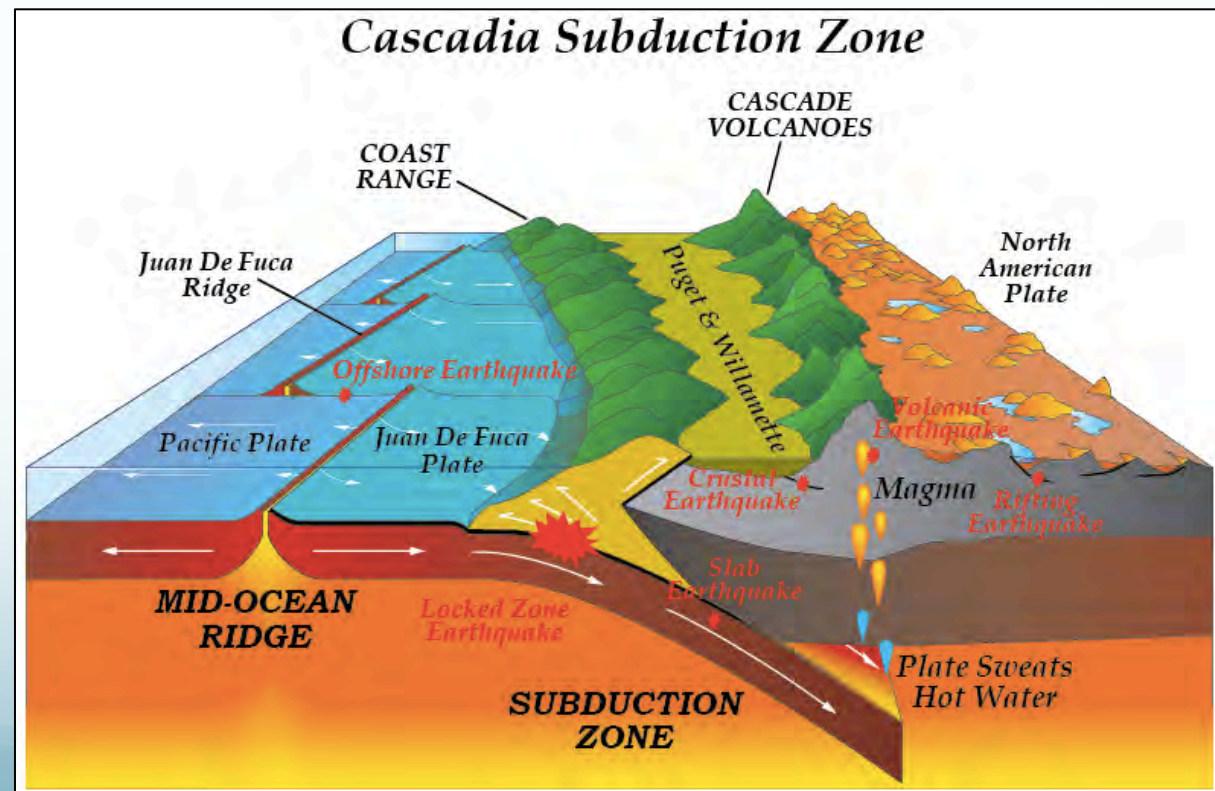 Cascadia Subduction Zone
CASCADE
VOLCANOES
COAST
RANGE
Juan De Fuca
Ridge
North
American
Plate
Puget & Willamette
Offshore Earthquake
Pacific Plate
Juan De Fuca
Plate
Volcanic
Earthquake
Crustal
Earthquake
Magma
Rifting
Earthquake
Slab
Earthquake
MID-OCEAN
RIDGE
Locked Zone
Earthquake
SUBDUCTION
ZONE
Plate Sweats
Hot Water